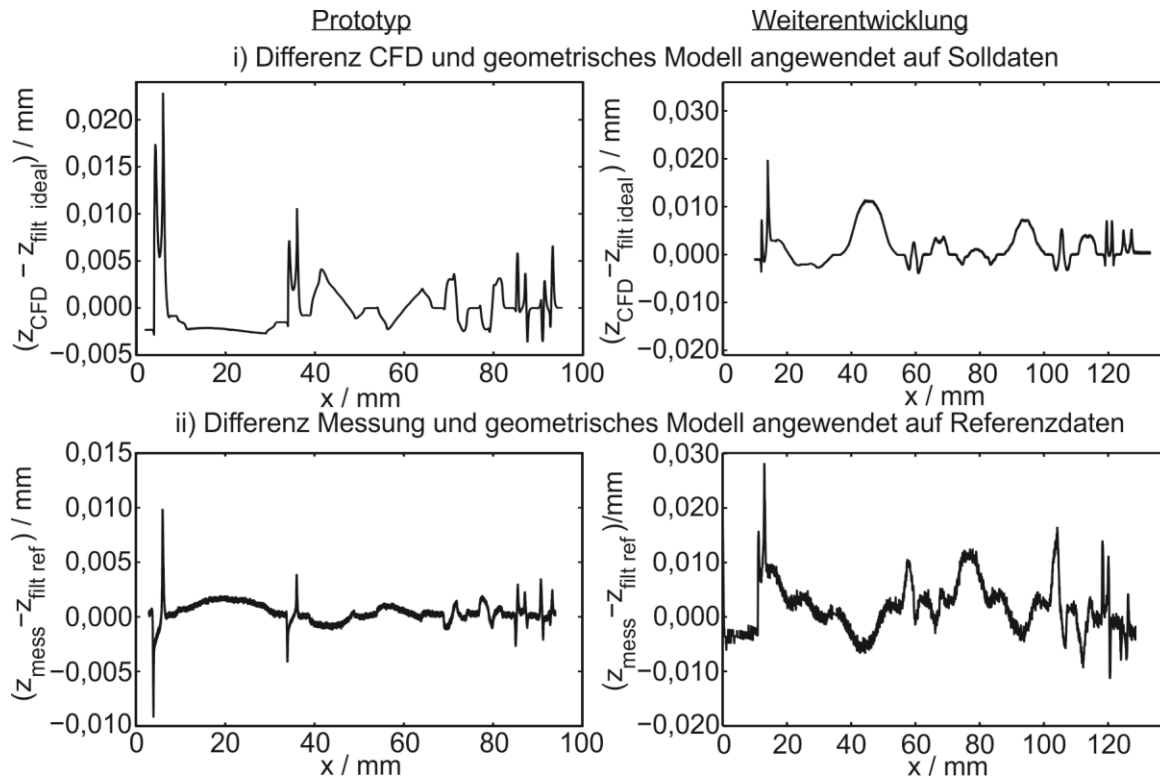 Prototyp
Weiterentwicklung
i) Differenz CFD und geometrisches Modell angewendet auf Solldaten
(z_CFD − z_filt ideal) / mm
0,020
0,015
0,010
0,005
0,000
−0,005
0 20 40 60 80 100
x / mm
(z_CFD−z_filt ideal) / mm
0,030
0,020
0,010
0,000
−0,010
−0,020
0 20 40 60 80 100 120
x / mm
ii) Differenz Messung und geometrisches Modell angewendet auf Referenzdaten
(z_mess−z_filt ref) / mm
0,015
0,010
0,005
0,000
−0,005
−0,010
0 20 40 60 80 100
x / mm
(z_mess−z_filt ref)/mm
0,030
0,020
0,010
0,000
−0,010
−0,020
0 20 40 60 80 100 120
x / mm